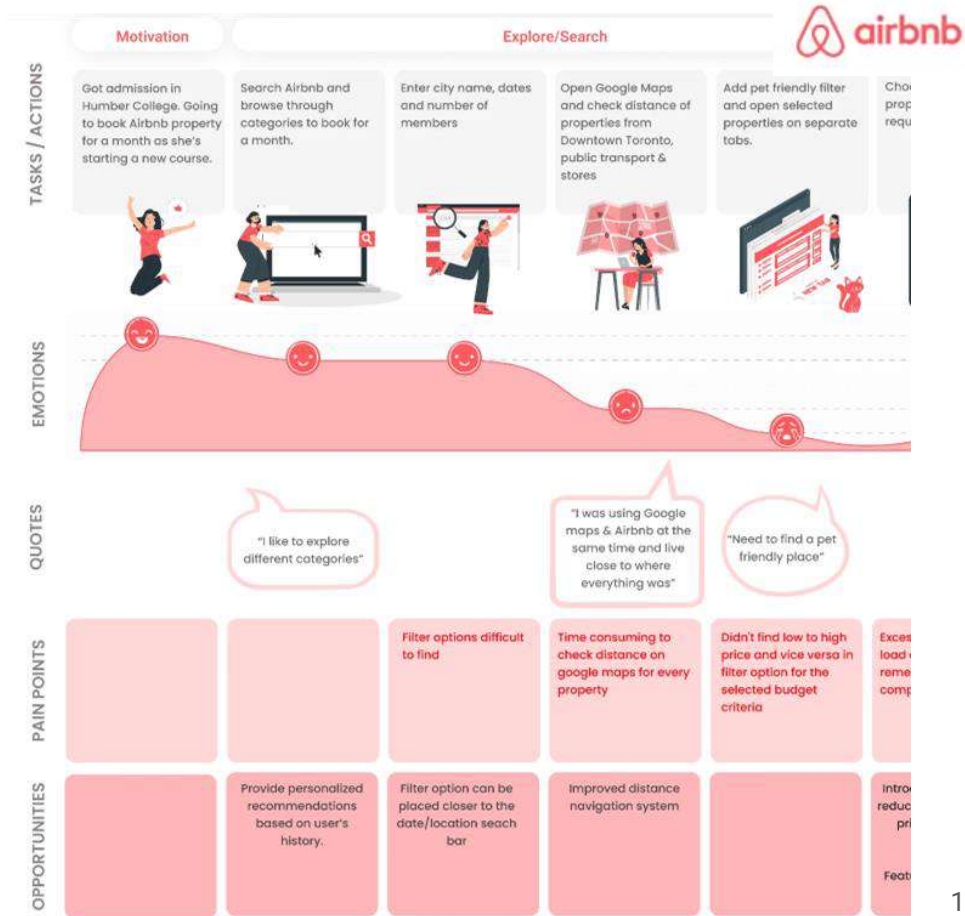 Motivation
Explore/Search
airbnb
TASKS / ACTIONS
Got admission in
Humber College. Going
to book Airbnb property
for a month as she's
starting a new course.
Search Airbnb and
browse through
categories to book for
a month.
Enter city name, dates
and number of
members
Open Google Maps
and check distance of
properties from
Downtown Toronto,
public transport &
stores
Add pet friendly filter
and open selected
properties on separate
tabs.
NEW TAB
EMOTIONS
QUOTES
"I like to explore
different categories"
"I was using Google
maps & Airbnb at the
same time and live
close to where
everything was"
"Need to find a pet
friendly place"
PAIN POINTS
Filter options difficult
to find
Time consuming to
check distance on
google maps for every
property
Didn't find low to high
price and vice versa in
filter option for the
selected budget
criteria
load
OPPORTUNITIES
Provide personalized
recommendations
based on user's
history.
Filter option can be
placed closer to the
date/location seach
bar
Improved distance
navigation system
1